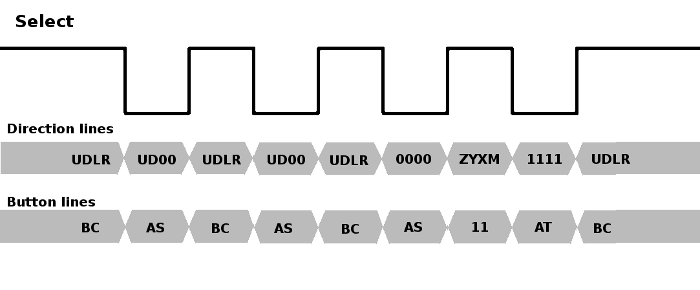 Select
Direction lines
UDLR UD00 UDLR UD00 UDLR 0000 ZYXM 1111 UDLR
Button lines
BC AS BC AS BC AS 11 AT BC